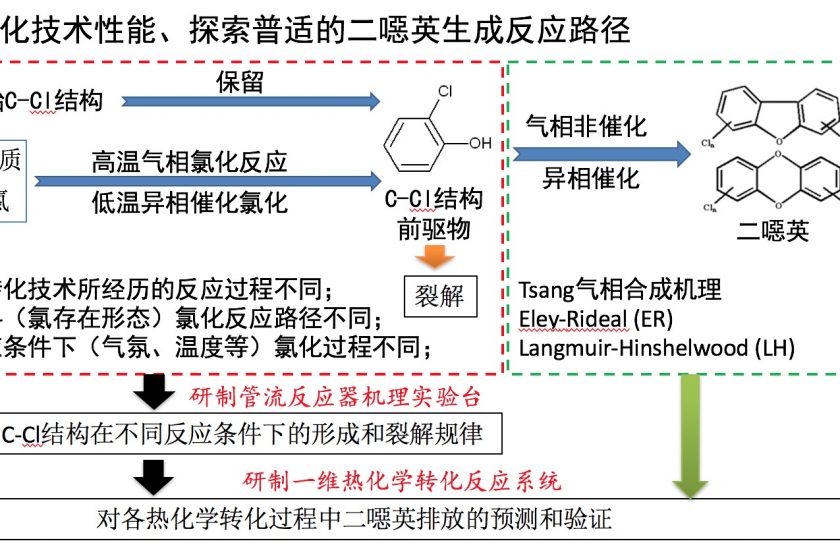 化技术性能、探索普适的二噁英生成反应路径
C-Cl结构
保留
Cl
OH
质
高温气相氯化反应
低温异相催化氯化
C-Cl结构
前驱物
裂解
气相非催化
异相催化
Cln
O
O
O
Cln
二噁英
化技术所经历的反应过程不同；
（氯存在形态）氯化反应路径不同；
条件下（气氛、温度等）氯化过程不同；
Tsang气相合成机理
Eley-Rideal (ER)
Langmuir-Hinshelwood (LH)
研制管流反应器机理实验台
C-Cl结构在不同反应条件下的形成和裂解规律
研制一维热化学转化反应系统
对各热化学转化过程中二噁英排放的预测和验证